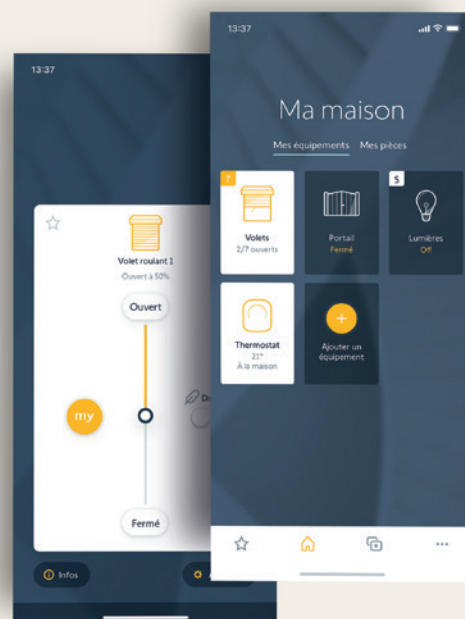 13:37
Volet roulant 1
Ouvert à 50%
Ouvert
my
Fermé
Infos
13:37
Ma maison
Mes équipements Mes pièces
7
Volets
2/7 ouverts
Portail
Fermé
5
Lumières
Off
Thermostat
21°
À la maison
Ajouter un
équipement